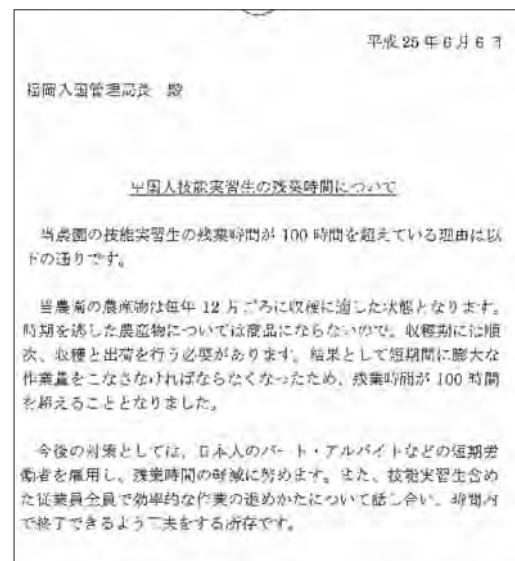 平成 25 年 6 月 6 日
福岡入国管理局長　殿
中国人技能実習生の残業時間について
当農園の技能実習生の残業時間が 100 時間を超えている理由は以
下の通りです。
当農園の農産物は毎年 12 月ごろに収穫に適した状態となります。
時期を逃した農産物については商品にならないので、収穫期には順
次、収穫と出荷を行う必要があります。結果として短期間に膨大な
作業量をこなさなければならなくなったため、残業時間が 100 時間
を超えることとなりました。
今後の対策としては、日本人のパート・アルバイトなどの短期労
働者を雇用し、残業時間の軽減に努めます。また、技能実習生含め
た従業員全員で効率的な作業の進めかたについて話し合い、時間内
で終了できるよう工夫をする所存です。